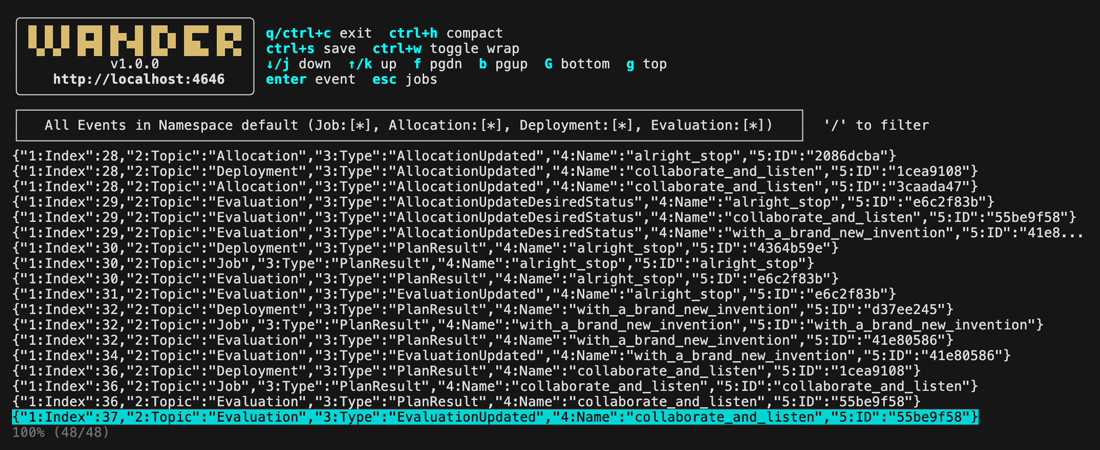 WANDER
v1.0.0
http://localhost:4646
q/ctrl+c exit  ctrl+h compact
ctrl+s save  ctrl+w toggle wrap
↓/j down  ↑/k up  f pgdn  b pgup  G bottom  g top
enter event  esc jobs
All Events in Namespace default (Job:[*], Allocation:[*], Deployment:[*], Evaluation:[*])  '/' to filter
{"1:Index":28,"2:Topic":"Allocation","3:Type":"AllocationUpdated","4:Name":"alright_stop","5:ID":"2086dcba"}
{"1:Index":28,"2:Topic":"Deployment","3:Type":"AllocationUpdated","4:Name":"collaborate_and_listen","5:ID":"1cea9108"}
{"1:Index":28,"2:Topic":"Allocation","3:Type":"AllocationUpdated","4:Name":"collaborate_and_listen","5:ID":"3caada47"}
{"1:Index":29,"2:Topic":"Evaluation","3:Type":"AllocationUpdateDesiredStatus","4:Name":"alright_stop","5:ID":"e6c2f83b"}
{"1:Index":29,"2:Topic":"Evaluation","3:Type":"AllocationUpdateDesiredStatus","4:Name":"collaborate_and_listen","5:ID":"55be9f58"}
{"1:Index":29,"2:Topic":"Evaluation","3:Type":"AllocationUpdateDesiredStatus","4:Name":"with_a_brand_new_invention","5:ID":"41e8...
{"1:Index":30,"2:Topic":"Deployment","3:Type":"PlanResult","4:Name":"alright_stop","5:ID":"4364b59e"}
{"1:Index":30,"2:Topic":"Job","3:Type":"PlanResult","4:Name":"alright_stop","5:ID":"alright_stop"}
{"1:Index":30,"2:Topic":"Evaluation","3:Type":"PlanResult","4:Name":"alright_stop","5:ID":"e6c2f83b"}
{"1:Index":31,"2:Topic":"Evaluation","3:Type":"EvaluationUpdated","4:Name":"alright_stop","5:ID":"e6c2f83b"}
{"1:Index":32,"2:Topic":"Deployment","3:Type":"PlanResult","4:Name":"with_a_brand_new_invention","5:ID":"d37ee245"}
{"1:Index":32,"2:Topic":"Job","3:Type":"PlanResult","4:Name":"with_a_brand_new_invention","5:ID":"with_a_brand_new_invention"}
{"1:Index":32,"2:Topic":"Evaluation","3:Type":"PlanResult","4:Name":"with_a_brand_new_invention","5:ID":"41e80586"}
{"1:Index":34,"2:Topic":"Evaluation","3:Type":"EvaluationUpdated","4:Name":"with_a_brand_new_invention","5:ID":"41e80586"}
{"1:Index":36,"2:Topic":"Deployment","3:Type":"PlanResult","4:Name":"collaborate_and_listen","5:ID":"1cea9108"}
{"1:Index":36,"2:Topic":"Job","3:Type":"PlanResult","4:Name":"collaborate_and_listen","5:ID":"collaborate_and_listen"}
{"1:Index":36,"2:Topic":"Evaluation","3:Type":"PlanResult","4:Name":"collaborate_and_listen","5:ID":"55be9f58"}
{"1:Index":37,"2:Topic":"Evaluation","3:Type":"EvaluationUpdated","4:Name":"collaborate_and_listen","5:ID":"55be9f58"}
100% (48/48)